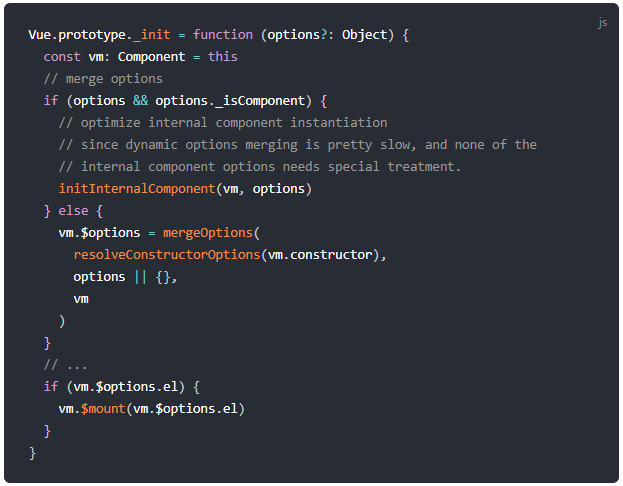 js
Vue.prototype._init = function (options?: Object) {
  const vm: Component = this
  // merge options
  if (options && options._isComponent) {
    // optimize internal component instantiation
    // since dynamic options merging is pretty slow, and none of the
    // internal component options needs special treatment.
    initInternalComponent(vm, options)
  } else {
    vm.$options = mergeOptions(
      resolveConstructorOptions(vm.constructor),
      options || {},
      vm
    )
  }
  // ...
  if (vm.$options.el) {
    vm.$mount(vm.$options.el)
  }
}